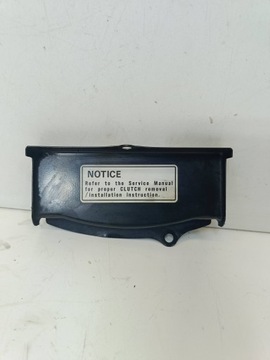 NOTICE
Refer to the Service Manual
for proper CLUTCH removal
/installation instruction.